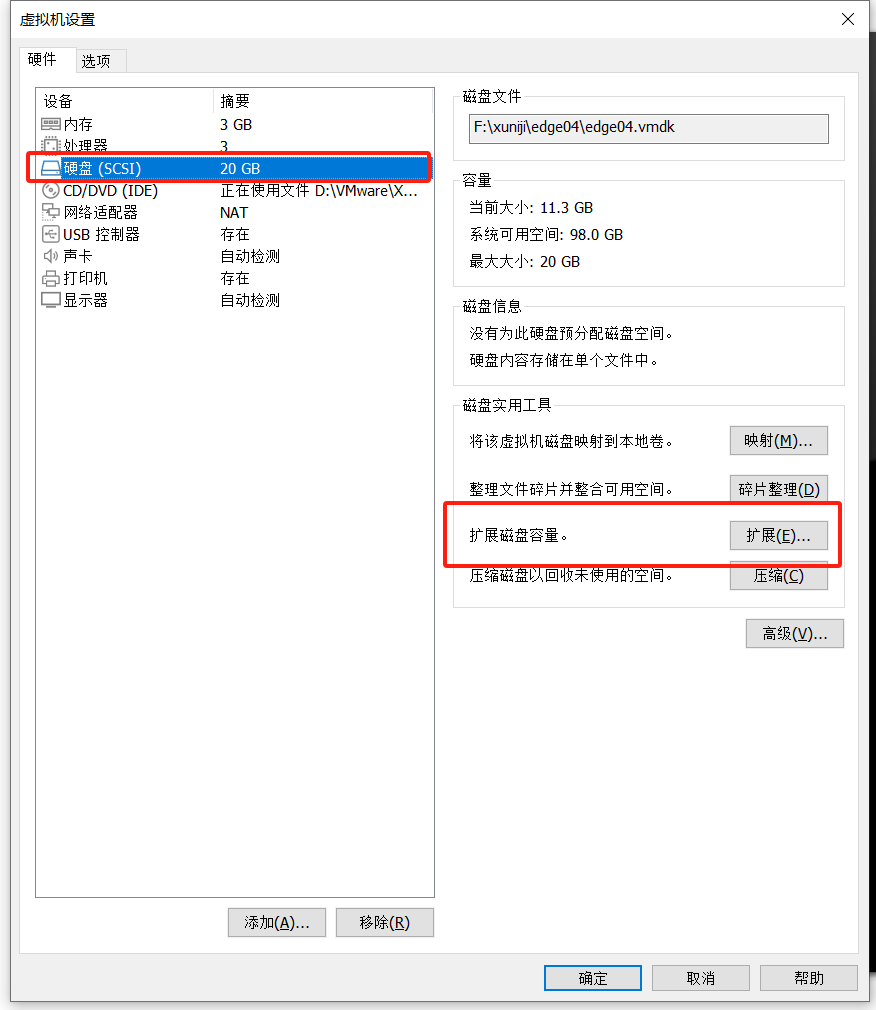 虚拟机设置
硬件 选项
设备 摘要
内存 3 GB
处理器 3
硬盘 (SCSI) 20 GB
CD/DVD (IDE) 正在使用文件 D:\VMware\X...
网络适配器 NAT
USB 控制器 存在
声卡 自动检测
打印机 存在
显示器 自动检测
添加(A)... 移除(R)
磁盘文件
F:\xuniji\edge04\edge04.vmdk
容量
当前大小: 11.3 GB
系统可用空间: 98.0 GB
最大大小: 20 GB
磁盘信息
没有为此硬盘预分配磁盘空间。
硬盘内容存储在单个文件中。
磁盘实用工具
将该虚拟机磁盘映射到本地卷。 映射(M)...
整理文件碎片并整合可用空间。 碎片整理(D)
扩展磁盘容量。 扩展(E)...
压缩磁盘以回收未使用的空间。 压缩(C)
高级(V)...
确定 取消 帮助